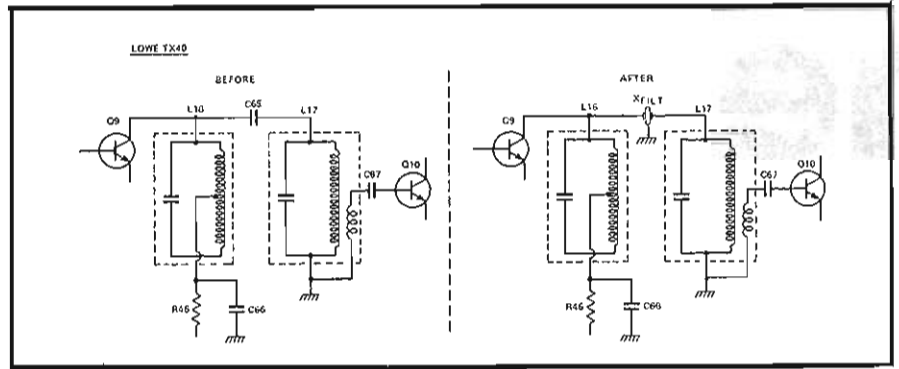 LOWE TX40
BEFORE
L18 C65 L17
Q9
Q10
C67
R46
C66
AFTER
L16 XFILT L17
Q9
Q10
C67
R46
C66